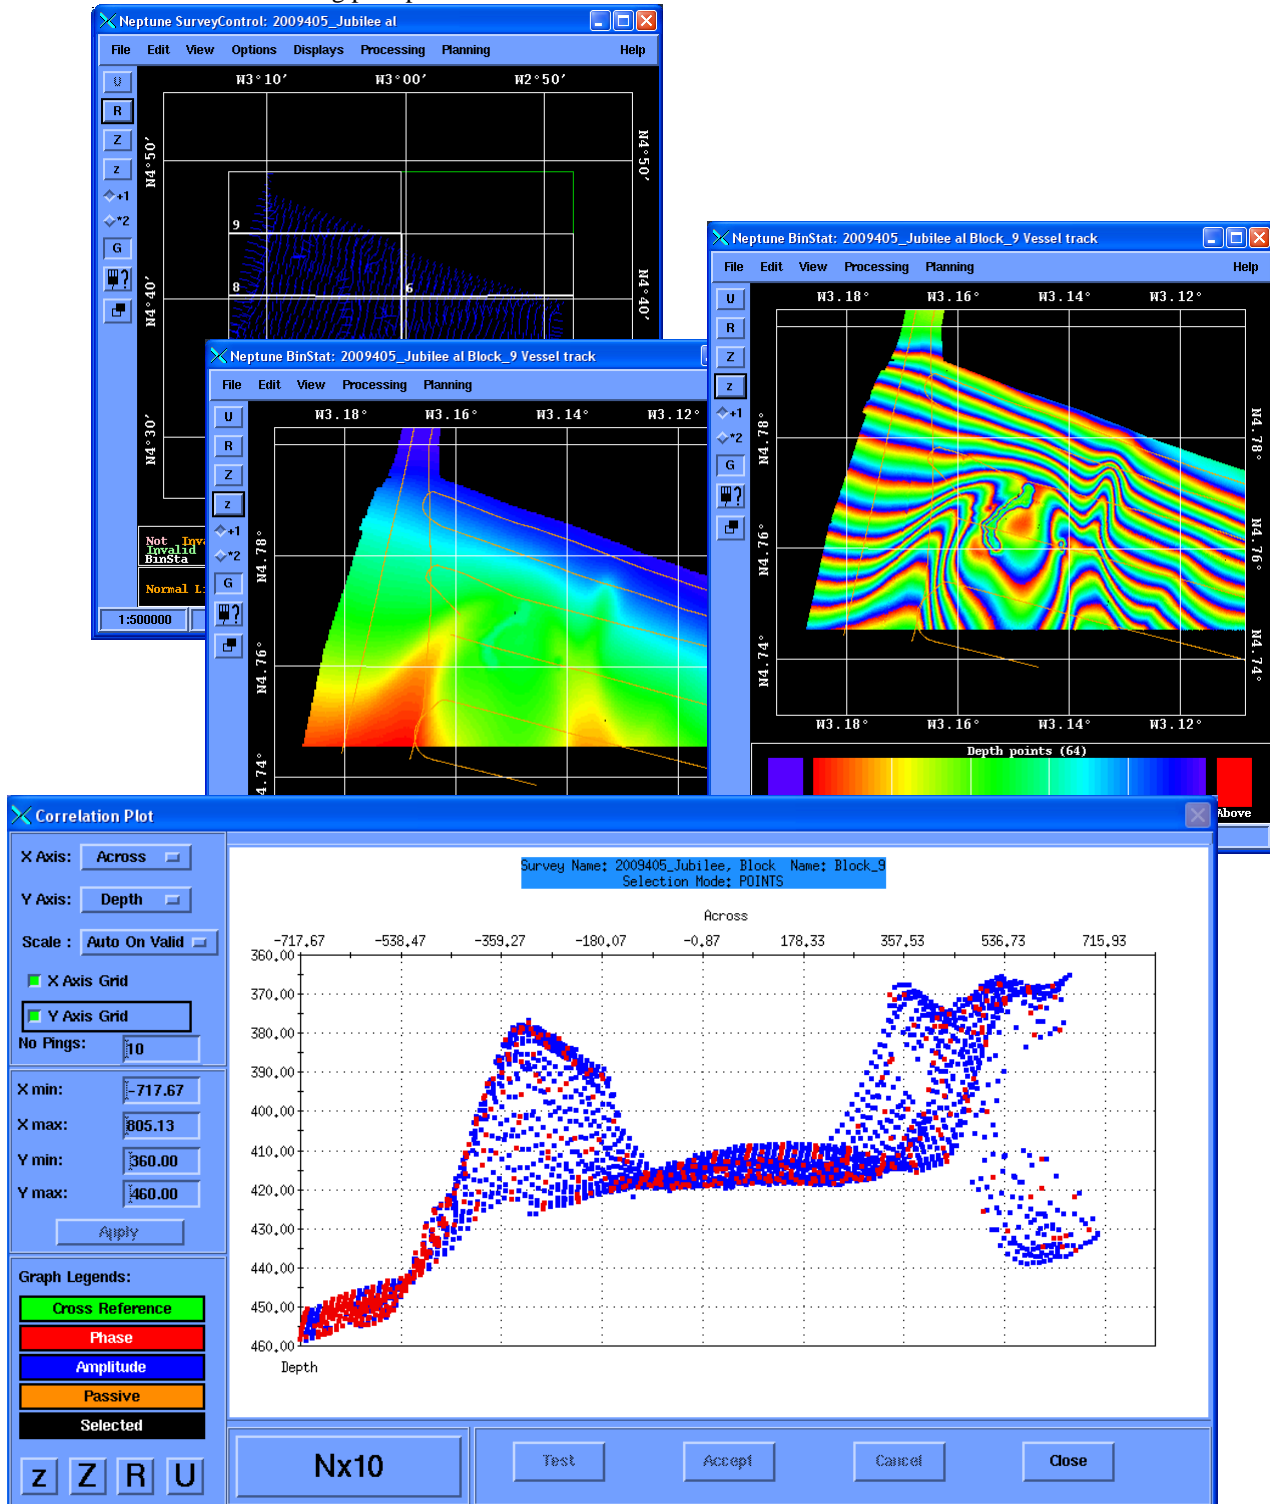 Neptune SurveyControl: 2009405_Jubilee al
File Edit View Options Displays Processing Planning Help
U
R
Z
z
+1
*2
G
?
W3°10′ W3°00′ W2°50′
N4°50′ N4°50′
N4°40′ N4°40′
N4°30′
9
8
6
Not Inv
Invalid
BinSta
Normal Li
1:500000
Neptune BinStat: 2009405_Jubilee al Block_9 Vessel track
File Edit View Processing Planning
U
R
Z
z
+1
*2
G
?
W3.18° W3.16° W3.14° W3.12°
N4.78°
N4.76°
4.74°
Neptune BinStat: 2009405_Jubilee al Block_9 Vessel track
File Edit View Processing Planning Help
U
R
Z
z
+1
*2
G
?
W3.18° W3.16° W3.14° W3.12°
N4.78° N4.78°
N4.76° N4.76°
N4.74° N4.74°
W3.18° W3.16° W3.14° W3.12°
Depth points (64)
Above
Correlation Plot
X Axis: Across
Y Axis: Depth
Scale : Auto On Valid
X Axis Grid
Y Axis Grid
No Pings: 10
X min: -717.67
X max: 805.13
Y min: 360.00
Y max: 460.00
Apply
Graph Legends:
Cross Reference
Phase
Amplitude
Passive
Selected
z Z R U
Survey Name: 2009405_Jubilee, Block Name: Block_9
Selection Mode: POINTS
Across
-717.67 -538.47 -359.27 -180.07 -0.87 178.33 357.53 536.73 715.93
360.00
370.00
380.00
390.00
400.00
410.00
420.00
430.00
440.00
450.00
460.00
Depth
Nx10 Test Accept Cancel Close